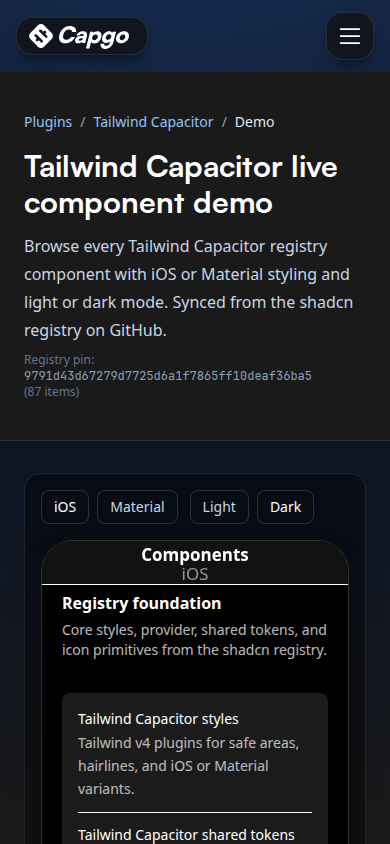 Capgo
Plugins / Tailwind Capacitor / Demo
Tailwind Capacitor live
component demo
Browse every Tailwind Capacitor registry
component with iOS or Material styling and
light or dark mode. Synced from the shadcn
registry on GitHub.
Registry pin:
9791d43d67279d7725d6a1f7865ff10deaf36ba5
(87 items)
iOS Material Light Dark
Components
iOS
Registry foundation
Core styles, provider, shared tokens, and
icon primitives from the shadcn registry.
Tailwind Capacitor styles
Tailwind v4 plugins for safe areas,
hairlines, and iOS or Material
variants.
Tailwind Capacitor shared tokens